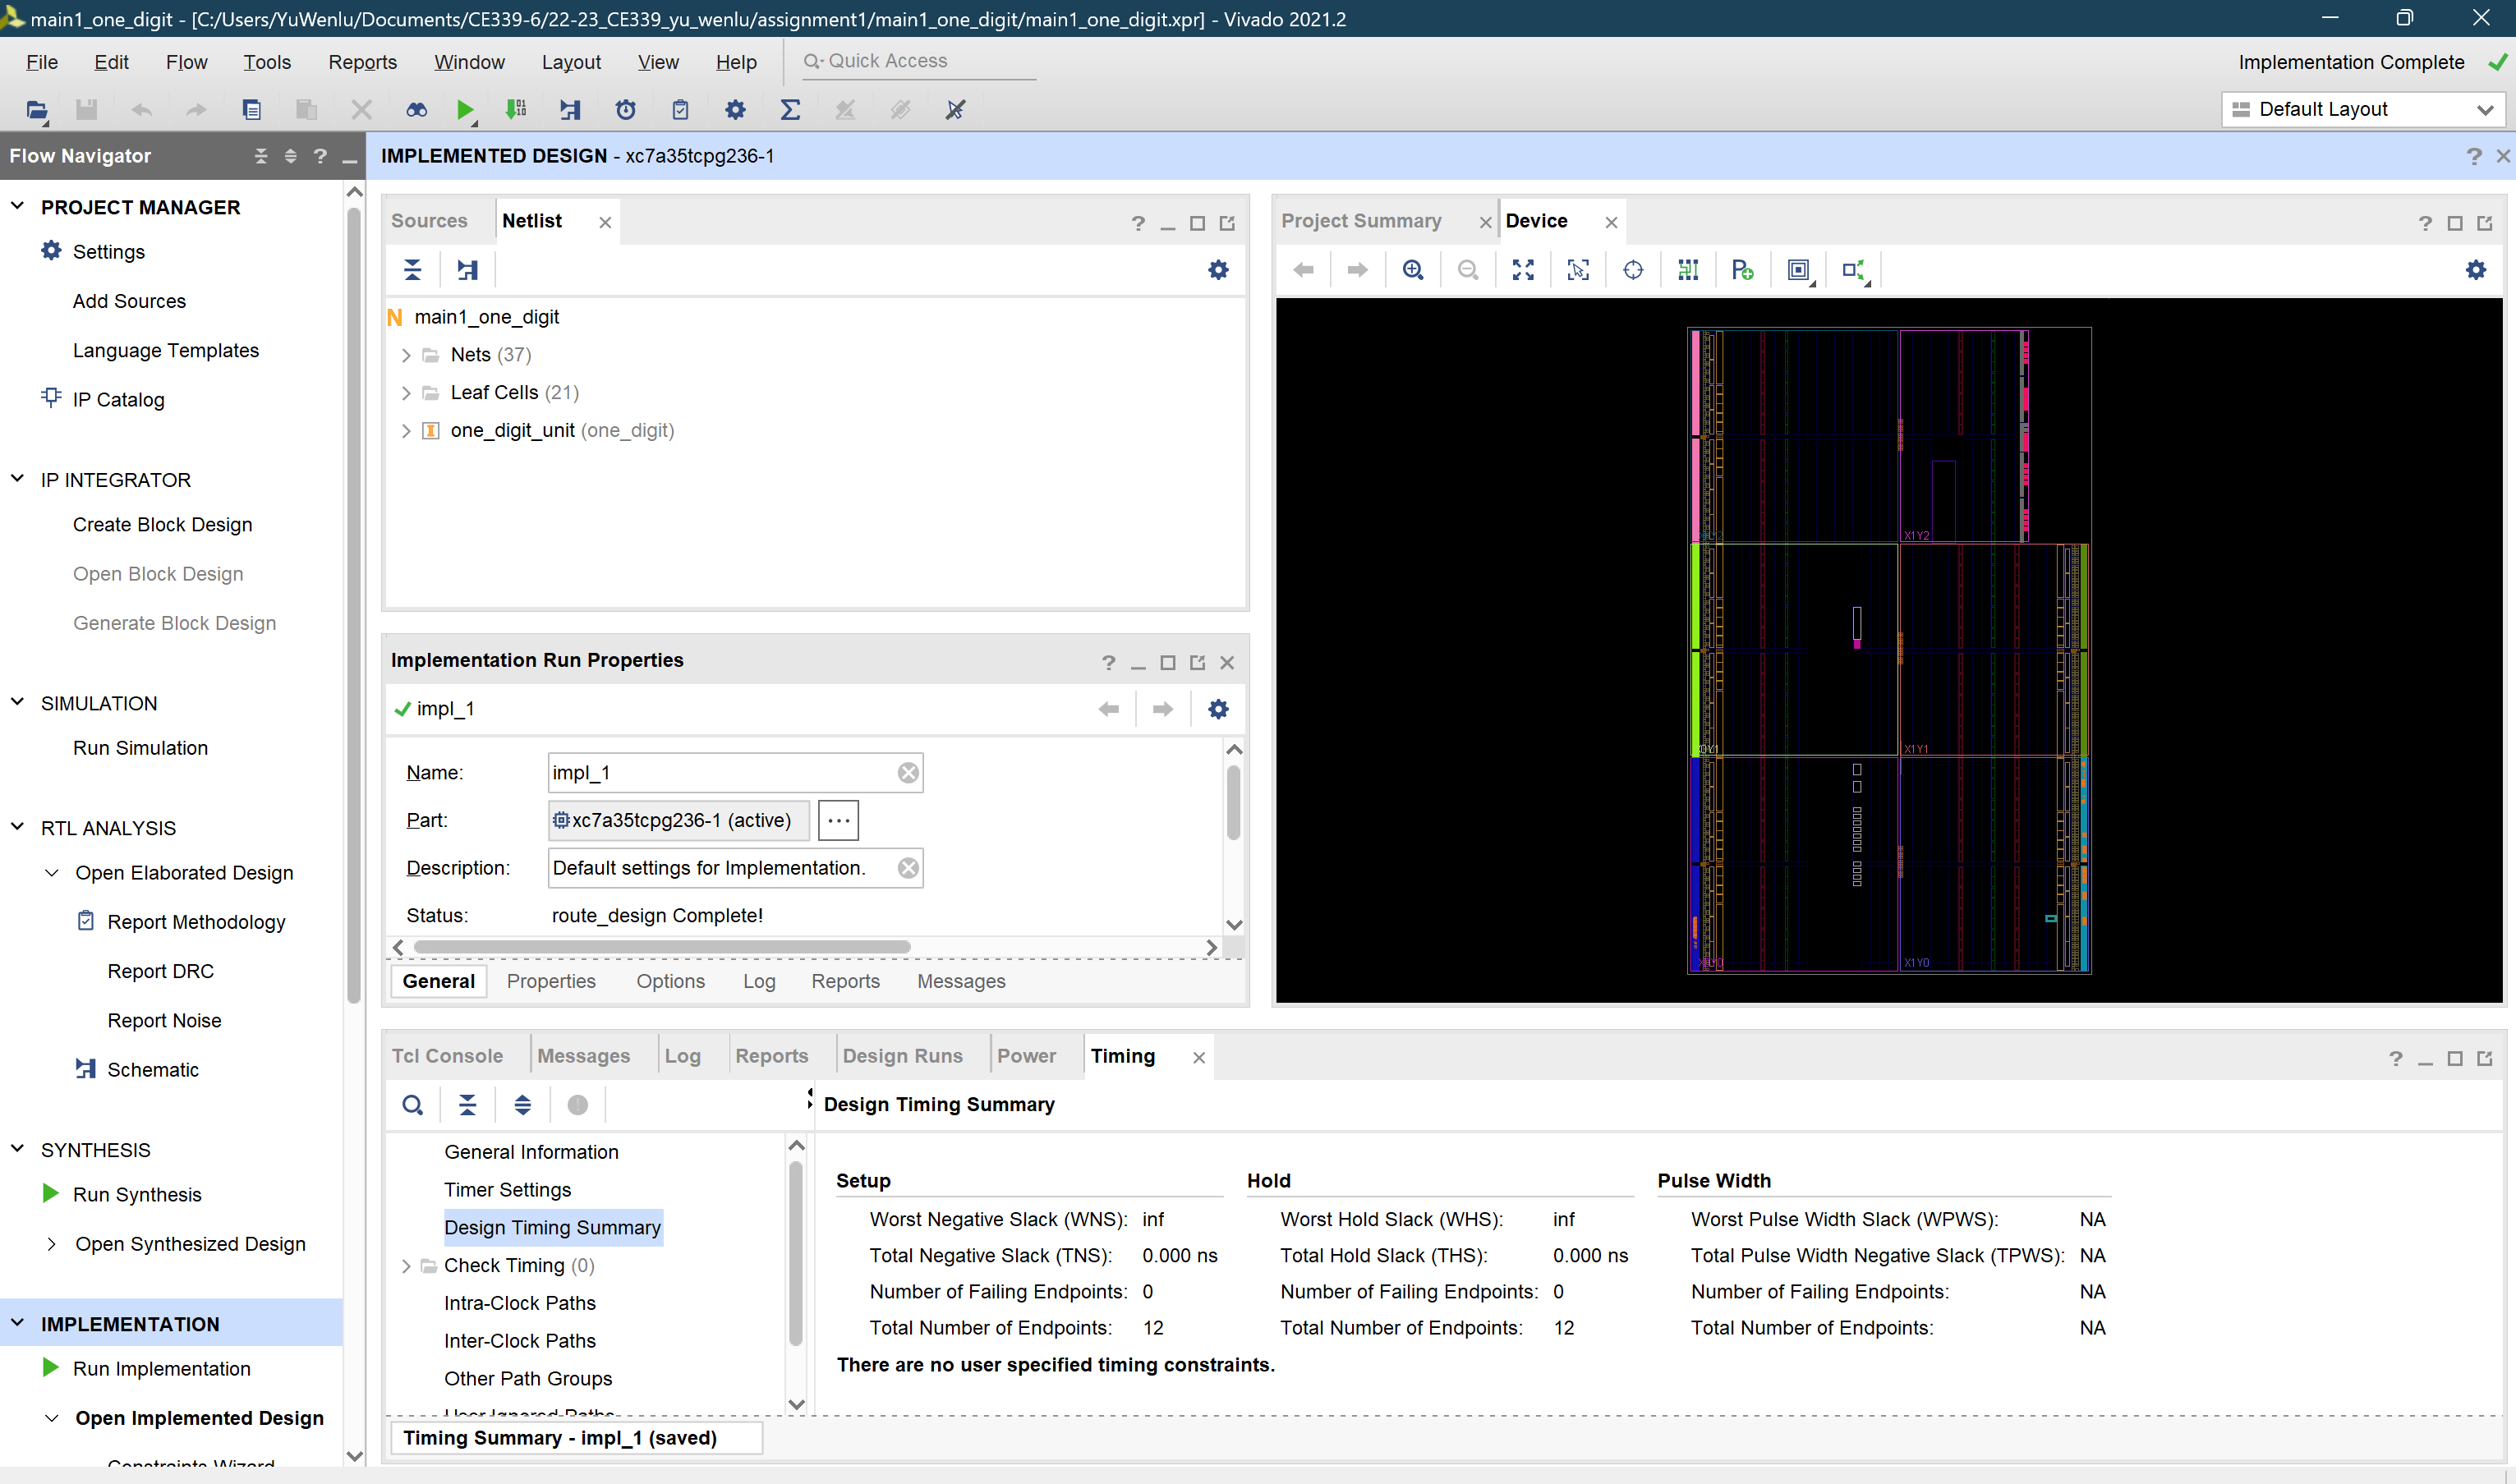 main1_one_digit - [C:/Users/YuWenlu/Documents/CE339-6/22-23_CE339_yu_wenlu/assignment1/main1_one_digit/main1_one_digit.xpr] - Vivado 2021.2
File Edit Flow Tools Reports Window Layout View Help Quick Access
Implementation Complete
Default Layout
Flow Navigator
IMPLEMENTED DESIGN - xc7a35tcpg236-1
PROJECT MANAGER
Settings
Add Sources
Language Templates
IP Catalog
IP INTEGRATOR
Create Block Design
Open Block Design
Generate Block Design
SIMULATION
Run Simulation
RTL ANALYSIS
Open Elaborated Design
Report Methodology
Report DRC
Report Noise
Schematic
SYNTHESIS
Run Synthesis
Open Synthesized Design
IMPLEMENTATION
Run Implementation
Open Implemented Design
Constraints Wizard
Sources Netlist
N main1_one_digit
Nets (37)
Leaf Cells (21)
one_digit_unit (one_digit)
Implementation Run Properties
impl_1
Name: impl_1
Part: xc7a35tcpg236-1 (active) ...
Description: Default settings for Implementation.
Status: route_design Complete!
General Properties Options Log Reports Messages
Project Summary Device
X1Y2
X0Y1 X1Y1
X0Y0 X1Y0
Tcl Console Messages Log Reports Design Runs Power Timing
Design Timing Summary
General Information
Timer Settings
Design Timing Summary
Check Timing (0)
Intra-Clock Paths
Inter-Clock Paths
Other Path Groups
User Ignored Paths
Setup Hold Pulse Width
Worst Negative Slack (WNS): inf Worst Hold Slack (WHS): inf Worst Pulse Width Slack (WPWS): NA
Total Negative Slack (TNS): 0.000 ns Total Hold Slack (THS): 0.000 ns Total Pulse Width Negative Slack (TPWS): NA
Number of Failing Endpoints: 0 Number of Failing Endpoints: 0 Number of Failing Endpoints: NA
Total Number of Endpoints: 12 Total Number of Endpoints: 12 Total Number of Endpoints: NA
There are no user specified timing constraints.
Timing Summary - impl_1 (saved)